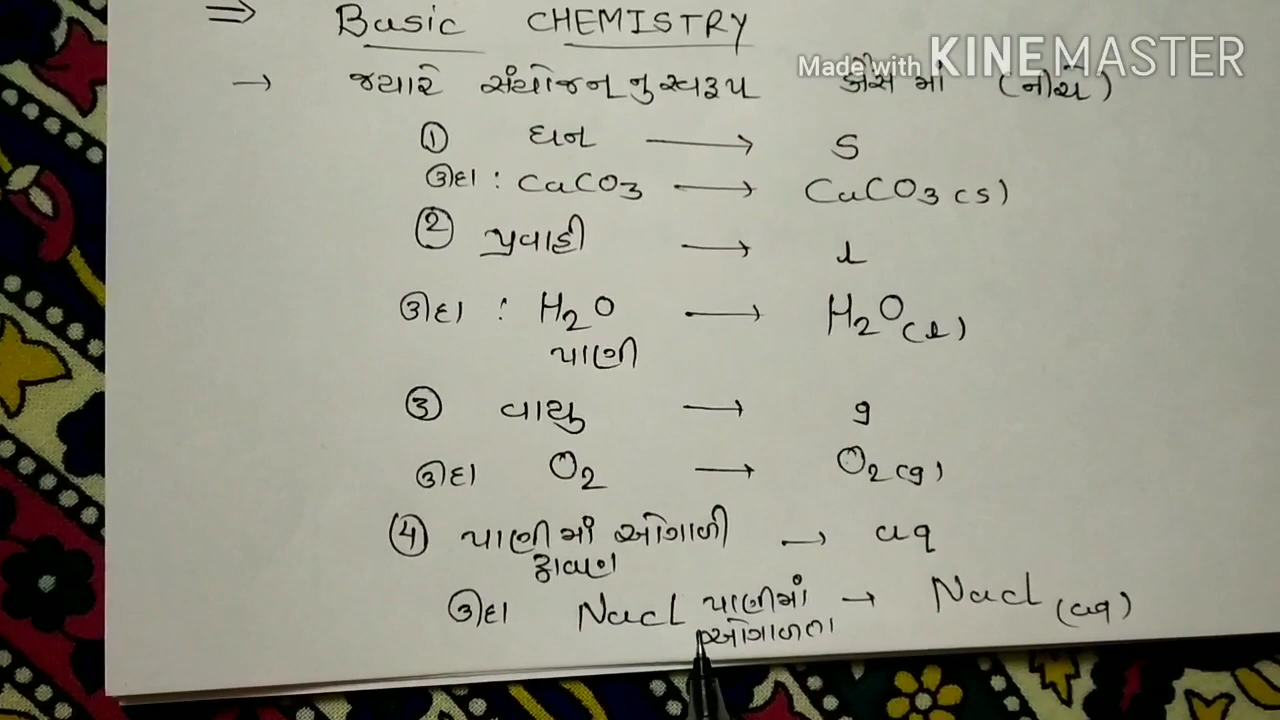 ⇒ Basic CHEMISTRY
Made with KINEMASTER
→ જ્યારે સંયોજનનુ સ્વરૂપ કૌંસ માં (નીચે)
① ઘન → S
ઉદા : CaCO3 → CaCO3 (s)
② પ્રવાહી → l
ઉદા : H2O → H2O(l)
પાણી
③ વાયુ → g
ઉદા O2 → O2(g)
④ પાણીમાં ઓગાળી → aq
દ્રાવણ
ઉદા Nacl પાણીમાં → Nacl (aq)
ઓગાળતા